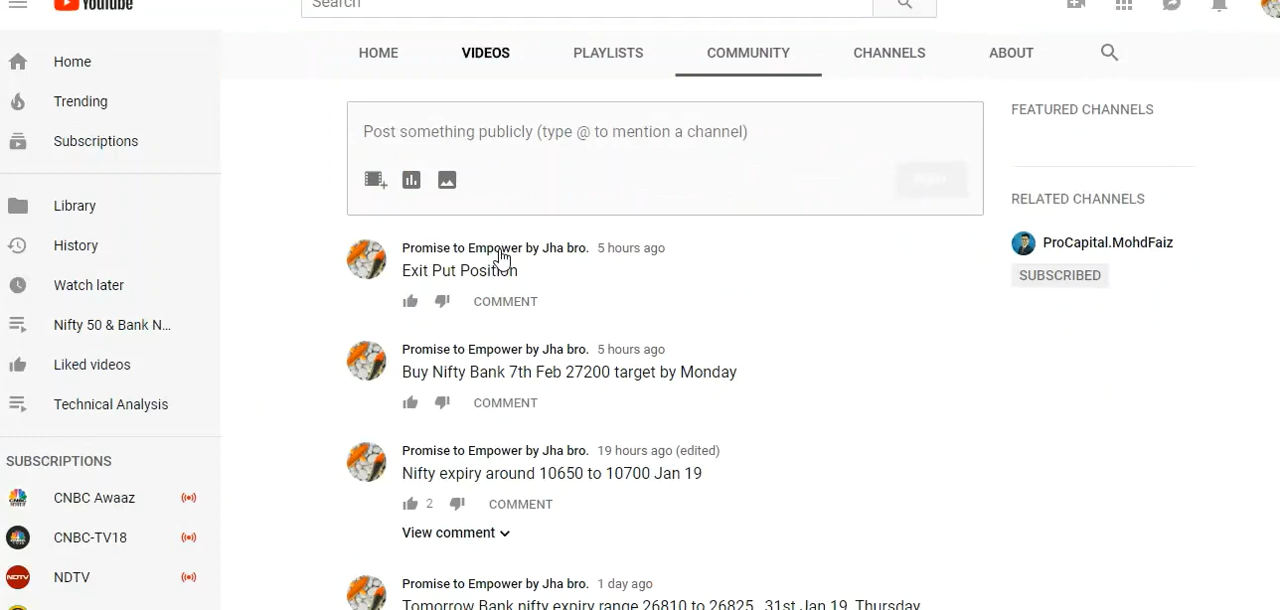 YouTube
Search
HOME VIDEOS PLAYLISTS COMMUNITY CHANNELS ABOUT
Home
Trending
Subscriptions
Library
History
Watch later
Nifty 50 & Bank N...
Liked videos
Technical Analysis
SUBSCRIPTIONS
CNBC Awaaz
CNBC-TV18
NDTV
Post something publicly (type @ to mention a channel)
Promise to Empower by Jha bro. 5 hours ago
Exit Put Position
COMMENT
Promise to Empower by Jha bro. 5 hours ago
Buy Nifty Bank 7th Feb 27200 target by Monday
COMMENT
Promise to Empower by Jha bro. 19 hours ago (edited)
Nifty expiry around 10650 to 10700 Jan 19
2 COMMENT
View comment
Promise to Empower by Jha bro. 1 day ago
Tomorrow Bank nifty expiry range 26810 to 26825, 31st Jan 19, Thursday
FEATURED CHANNELS
RELATED CHANNELS
ProCapital.MohdFaiz
SUBSCRIBED